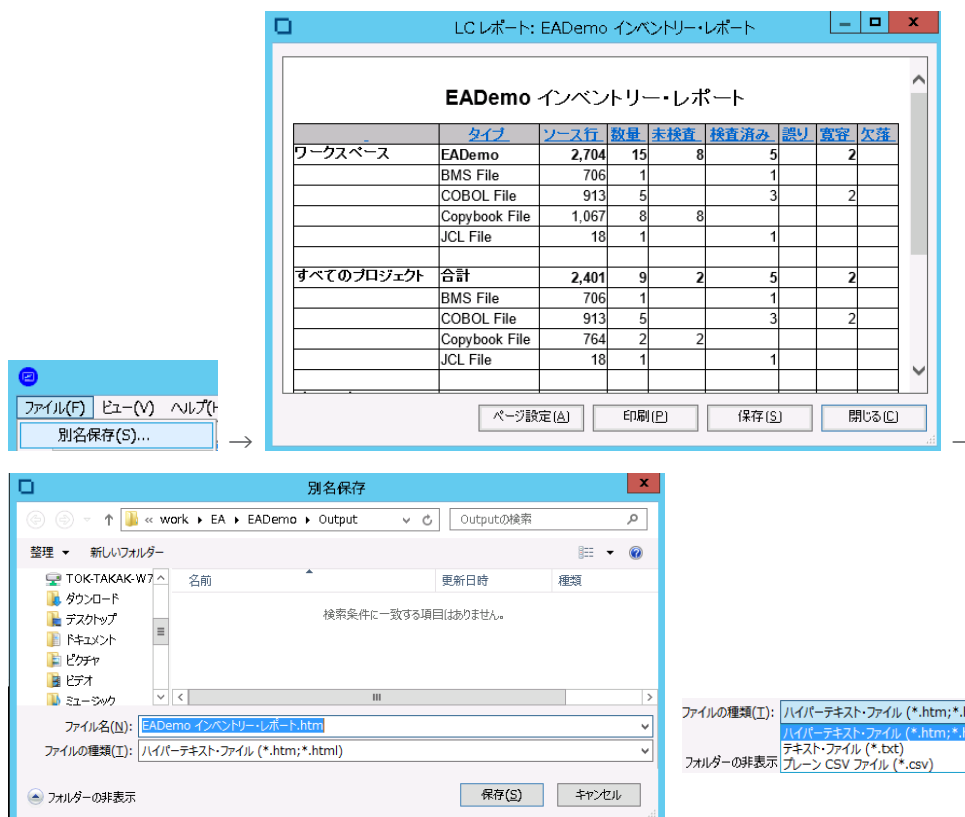 LC レポート: EADemo インベントリー・レポート
EADemo インベントリー・レポート
タイプ ソース行 数量 未検査 検査済み 誤り 寛容 欠落
ワークスペース EADemo 2,704 15 8 5 2
BMS File 706 1 1
COBOL File 913 5 3 2
Copybook File 1,067 8 8
JCL File 18 1 1
すべてのプロジェクト 合計 2,401 9 2 5 2
BMS File 706 1 1
COBOL File 913 5 3 2
Copybook File 764 2 2
JCL File 18 1 1
ページ設定(A) 印刷(P) 保存(S) 閉じる(C)
ファイル(F) ビュー(V) ヘルプ(
別名保存(S)...
→
別名保存
« work ▸ EA ▸ EADemo ▸ Output Outputの検索
整理 ▼ 新しいフォルダー
名前 更新日時 種類
検索条件に一致する項目はありません。
TOK-TAKAK-W7
ダウンロード
デスクトップ
ドキュメント
ピクチャ
ビデオ
ミュージック
ファイル名(N): EADemo インベントリー・レポート.htm
ファイルの種類(T): ハイパーテキスト・ファイル (*.htm;*.html)
フォルダーの非表示 保存(S) キャンセル
ファイルの種類(T): ハイパーテキスト・ファイル (*.htm;*.
ハイパーテキスト・ファイル (*.htm;*.
テキスト・ファイル (*.txt)
フォルダーの非表示 プレーン CSV ファイル (*.csv)